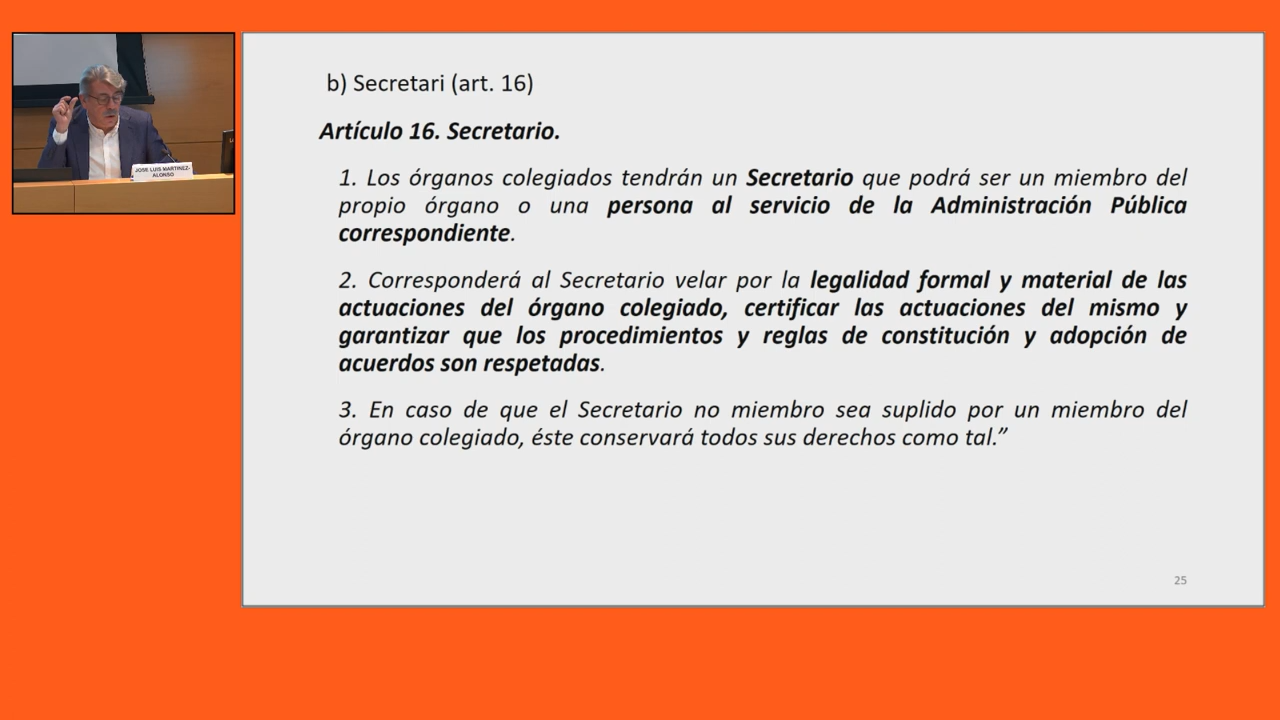 b) Secretari (art. 16)
Artículo 16. Secretario.
1. Los órganos colegiados tendrán un Secretario que podrá ser un miembro del
propio órgano o una persona al servicio de la Administración Pública
correspondiente.
2. Corresponderá al Secretario velar por la legalidad formal y material de las
actuaciones del órgano colegiado, certificar las actuaciones del mismo y
garantizar que los procedimientos y reglas de constitución y adopción de
acuerdos son respetadas.
3. En caso de que el Secretario no miembro sea suplido por un miembro del
órgano colegiado, éste conservará todos sus derechos como tal.”
25
JOSE LUIS MARTINEZ-
ALONSO